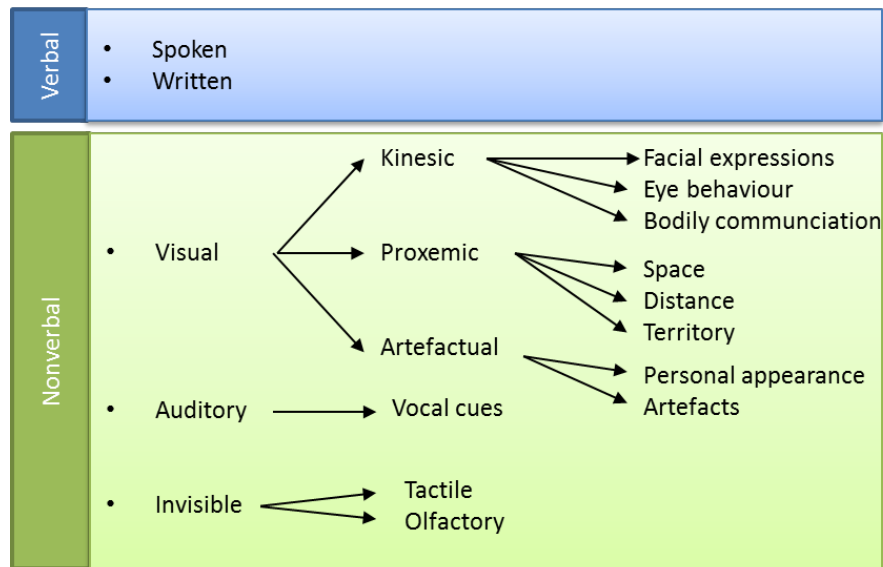 Verbal
• Spoken
• Written
Nonverbal
• Visual
Kinesic
Facial expressions
Eye behaviour
Bodily communciation
Proxemic
Space
Distance
Territory
Artefactual
Personal appearance
Artefacts
• Auditory
Vocal cues
• Invisible
Tactile
Olfactory